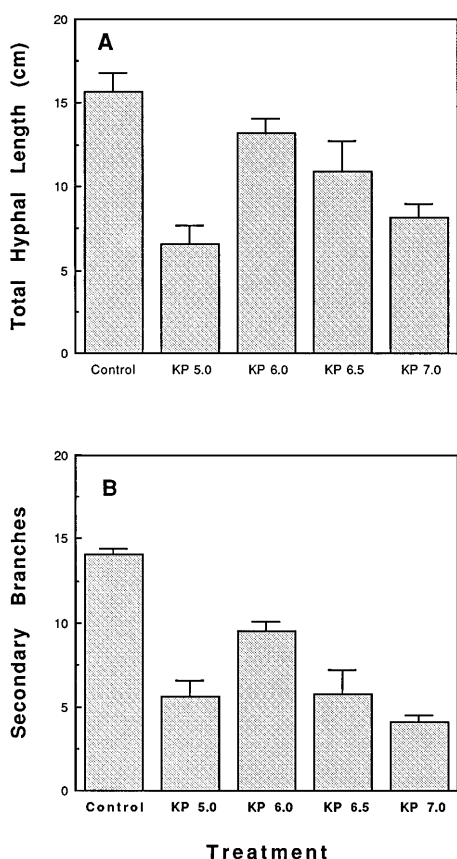 A
Total Hyphal Length (cm)
20
15
10
5
0
Control KP 5.0 KP 6.0 KP 6.5 KP 7.0
B
Secondary Branches
20
15
10
5
0
Control KP 5.0 KP 6.0 KP 6.5 KP 7.0
Treatment